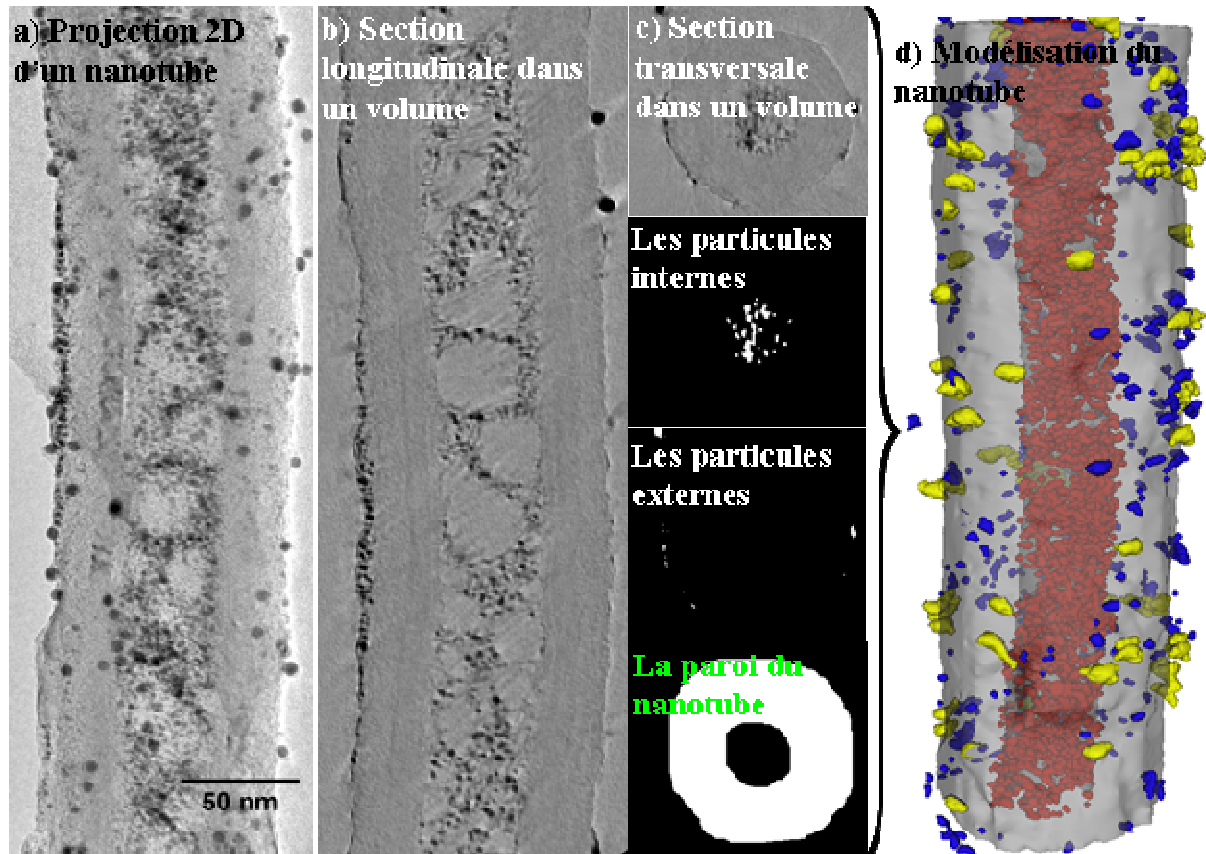 a) Projection 2D
d'un nanotube
b) Section
longitudinale dans
un volume
c) Section
transversale
dans un volume
Les particules
internes
Les particules
externes
La paroi du
nanotube
d) Modélisation du
nanotube
50 nm